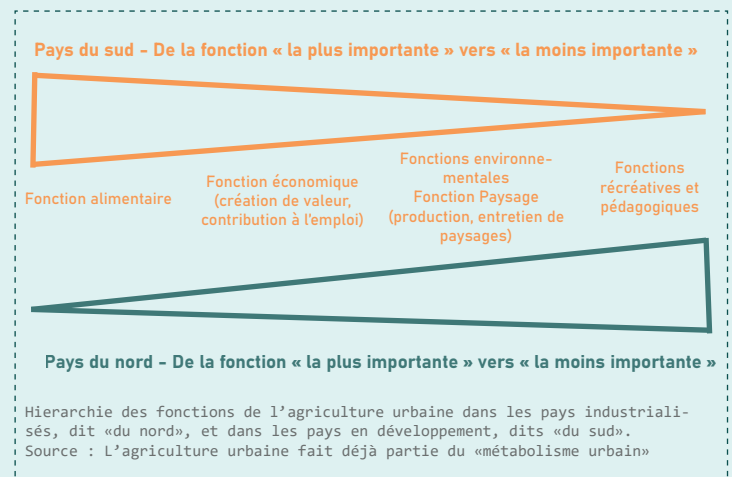 Pays du sud - De la fonction « la plus importante » vers « la moins importante »
Fonction alimentaire
Fonction économique
(création de valeur,
contribution à l'emploi)
Fonctions environne-
mentales
Fonction Paysage
(production, entretien de
paysages)
Fonctions
récréatives et
pédagogiques
Pays du nord - De la fonction « la plus importante » vers « la moins importante »
Hierarchie des fonctions de l'agriculture urbaine dans les pays industriali-
sés, dit «du nord», et dans les pays en développement, dits «du sud».
Source : L'agriculture urbaine fait déjà partie du «métabolisme urbain»